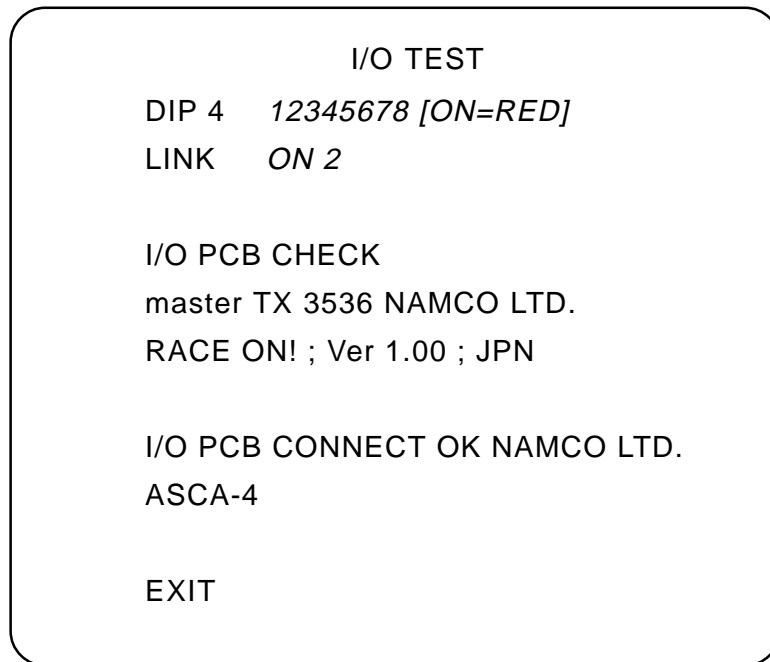 I/O TEST
DIP 4 12345678 [ON=RED]
LINK ON 2
I/O PCB CHECK
master TX 3536 NAMCO LTD.
RACE ON! ; Ver 1.00 ; JPN
I/O PCB CONNECT OK NAMCO LTD.
ASCA-4
EXIT